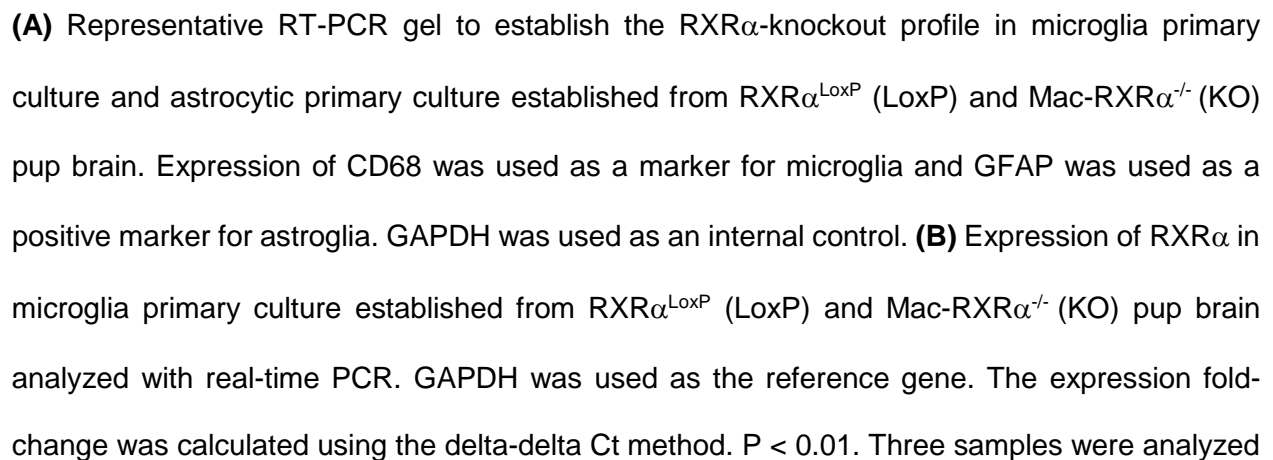 (A) Representative RT-PCR gel to establish the RXRα-knockout profile in microglia primary
culture and astrocytic primary culture established from RXRα^LoxP (LoxP) and Mac-RXRα^-/- (KO)
pup brain. Expression of CD68 was used as a marker for microglia and GFAP was used as a
positive marker for astroglia. GAPDH was used as an internal control. (B) Expression of RXRα in
microglia primary culture established from RXRα^LoxP (LoxP) and Mac-RXRα^-/- (KO) pup brain
analyzed with real-time PCR. GAPDH was used as the reference gene. The expression fold-
change was calculated using the delta-delta Ct method. P < 0.01. Three samples were analyzed